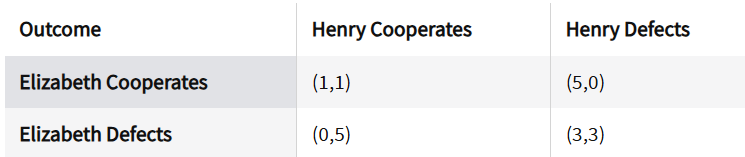 Outcome Henry Cooperates Henry Defects
Elizabeth Cooperates (1,1) (5,0)
Elizabeth Defects (0,5) (3,3)